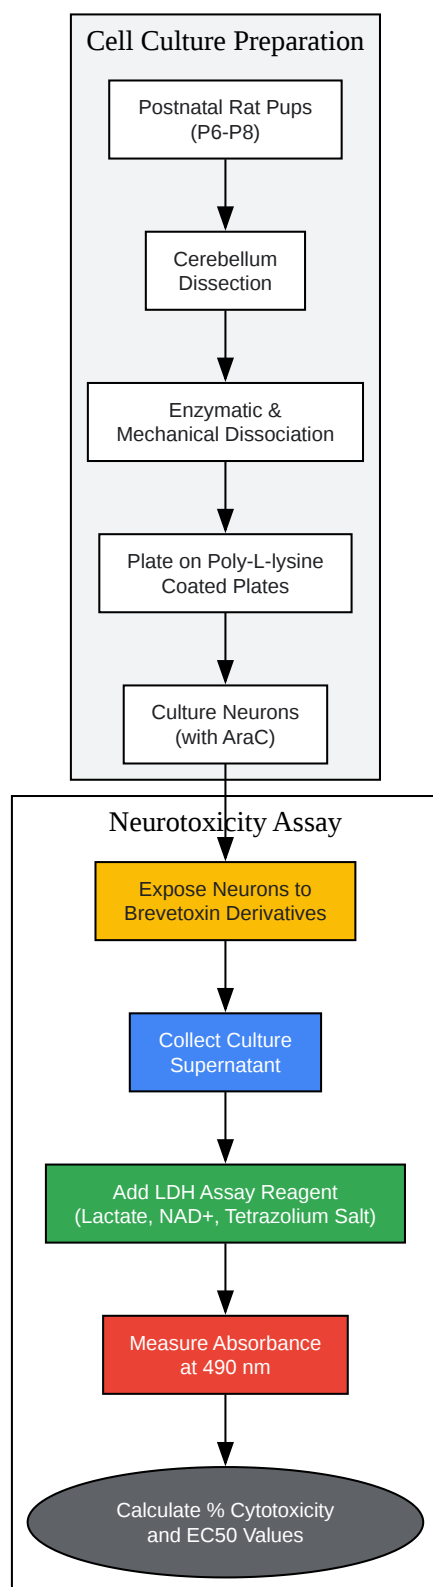 Cell Culture Preparation
Postnatal Rat Pups
(P6-P8)
Cerebellum
Dissection
Enzymatic &
Mechanical Dissociation
Plate on Poly-L-lysine
Coated Plates
Culture Neurons
(with AraC)
Neurotoxicity Assay
Expose Neurons to
Brevetoxin Derivatives
Collect Culture
Supernatant
Add LDH Assay Reagent
(Lactate, NAD+, Tetrazolium Salt)
Measure Absorbance
at 490 nm
Calculate % Cytotoxicity
and EC50 Values